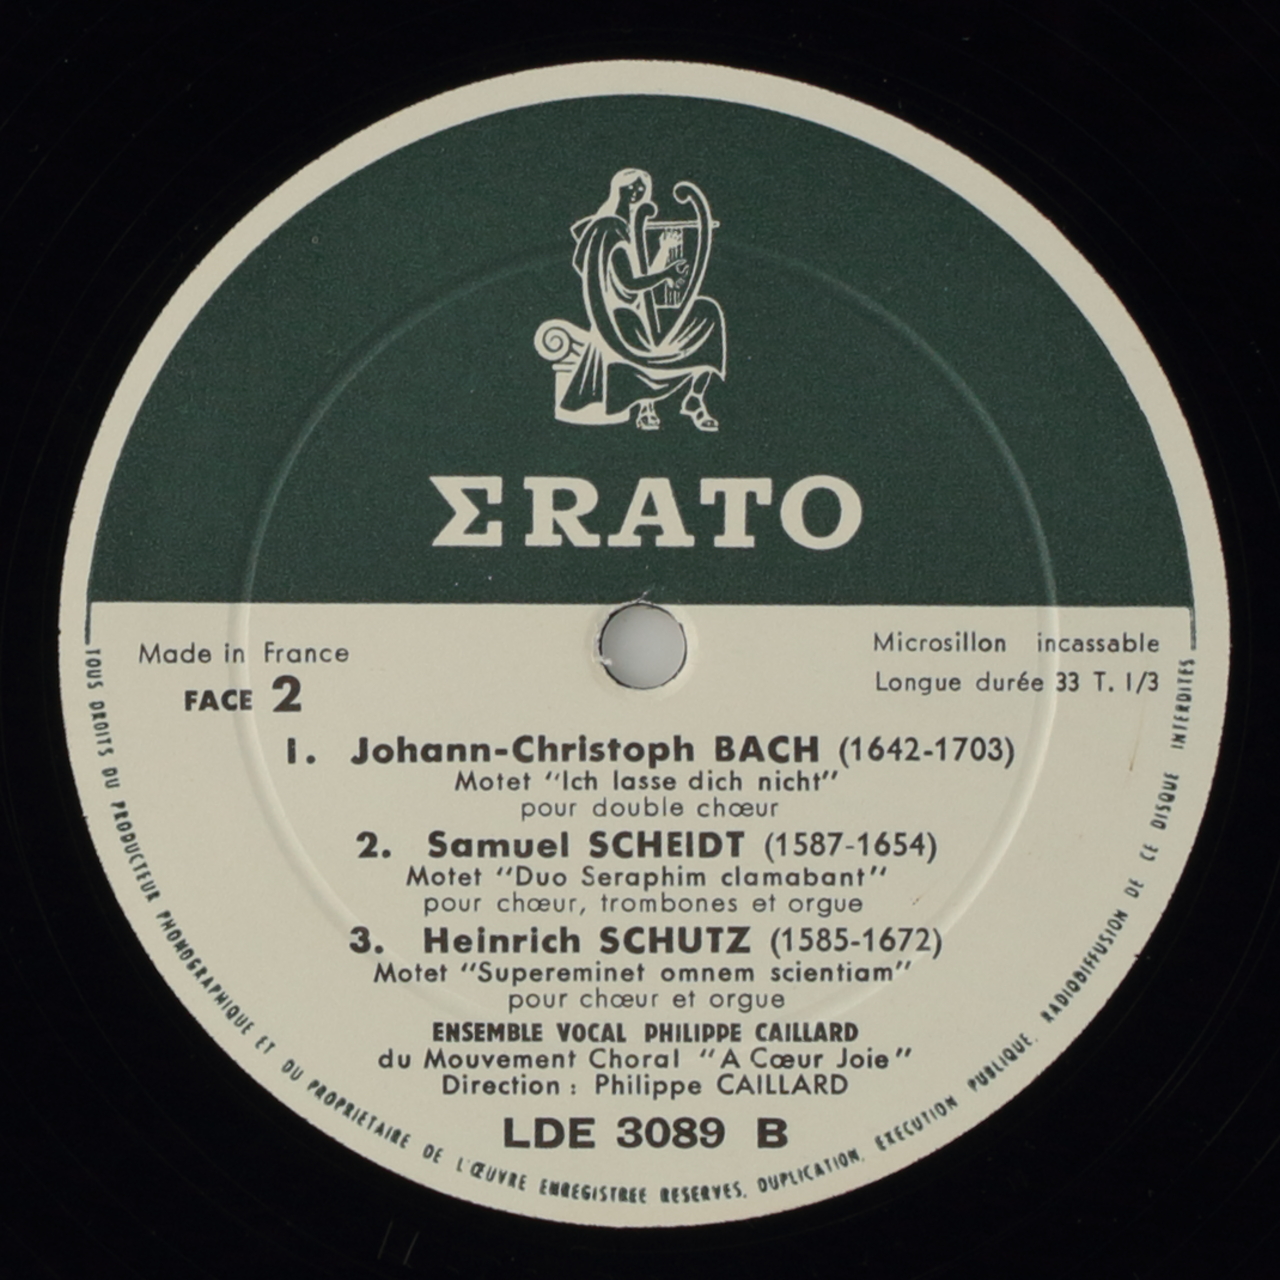 ΣRATO
Made in France
FACE 2
Microsillon incassable
Longue durée 33 T. 1/3
1. Johann-Christoph BACH (1642-1703)
Motet "Ich lasse dich nicht"
pour double chœur
2. Samuel SCHEIDT (1587-1654)
Motet "Duo Seraphim clamabant"
pour chœur, trombones et orgue
3. Heinrich SCHUTZ (1585-1672)
Motet "Supereminet omnem scientiam"
pour chœur et orgue
ENSEMBLE VOCAL PHILIPPE CAILLARD
du Mouvement Choral "A Cœur Joie"
Direction : Philippe CAILLARD
LDE 3089 B
TOUS DROITS DU PRODUCTEUR PHONOGRAPHIQUE ET DU PROPRIETAIRE DE L'ŒUVRE ENREGISTREE RESERVES. DUPLICATION, EXECUTION PUBLIQUE, RADIODIFFUSION DE CE DISQUE INTERDITES